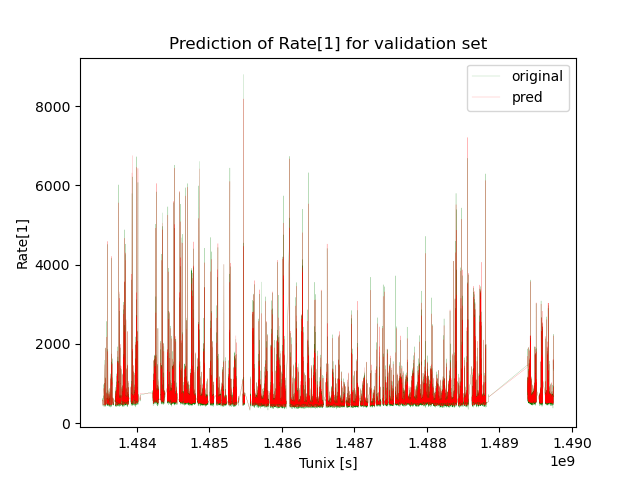 Prediction of Rate[1] for validation set
original
pred
Rate[1]
8000
6000
4000
2000
0
1.484 1.485 1.486 1.487 1.488 1.489 1.490
1e9
Tunix [s]